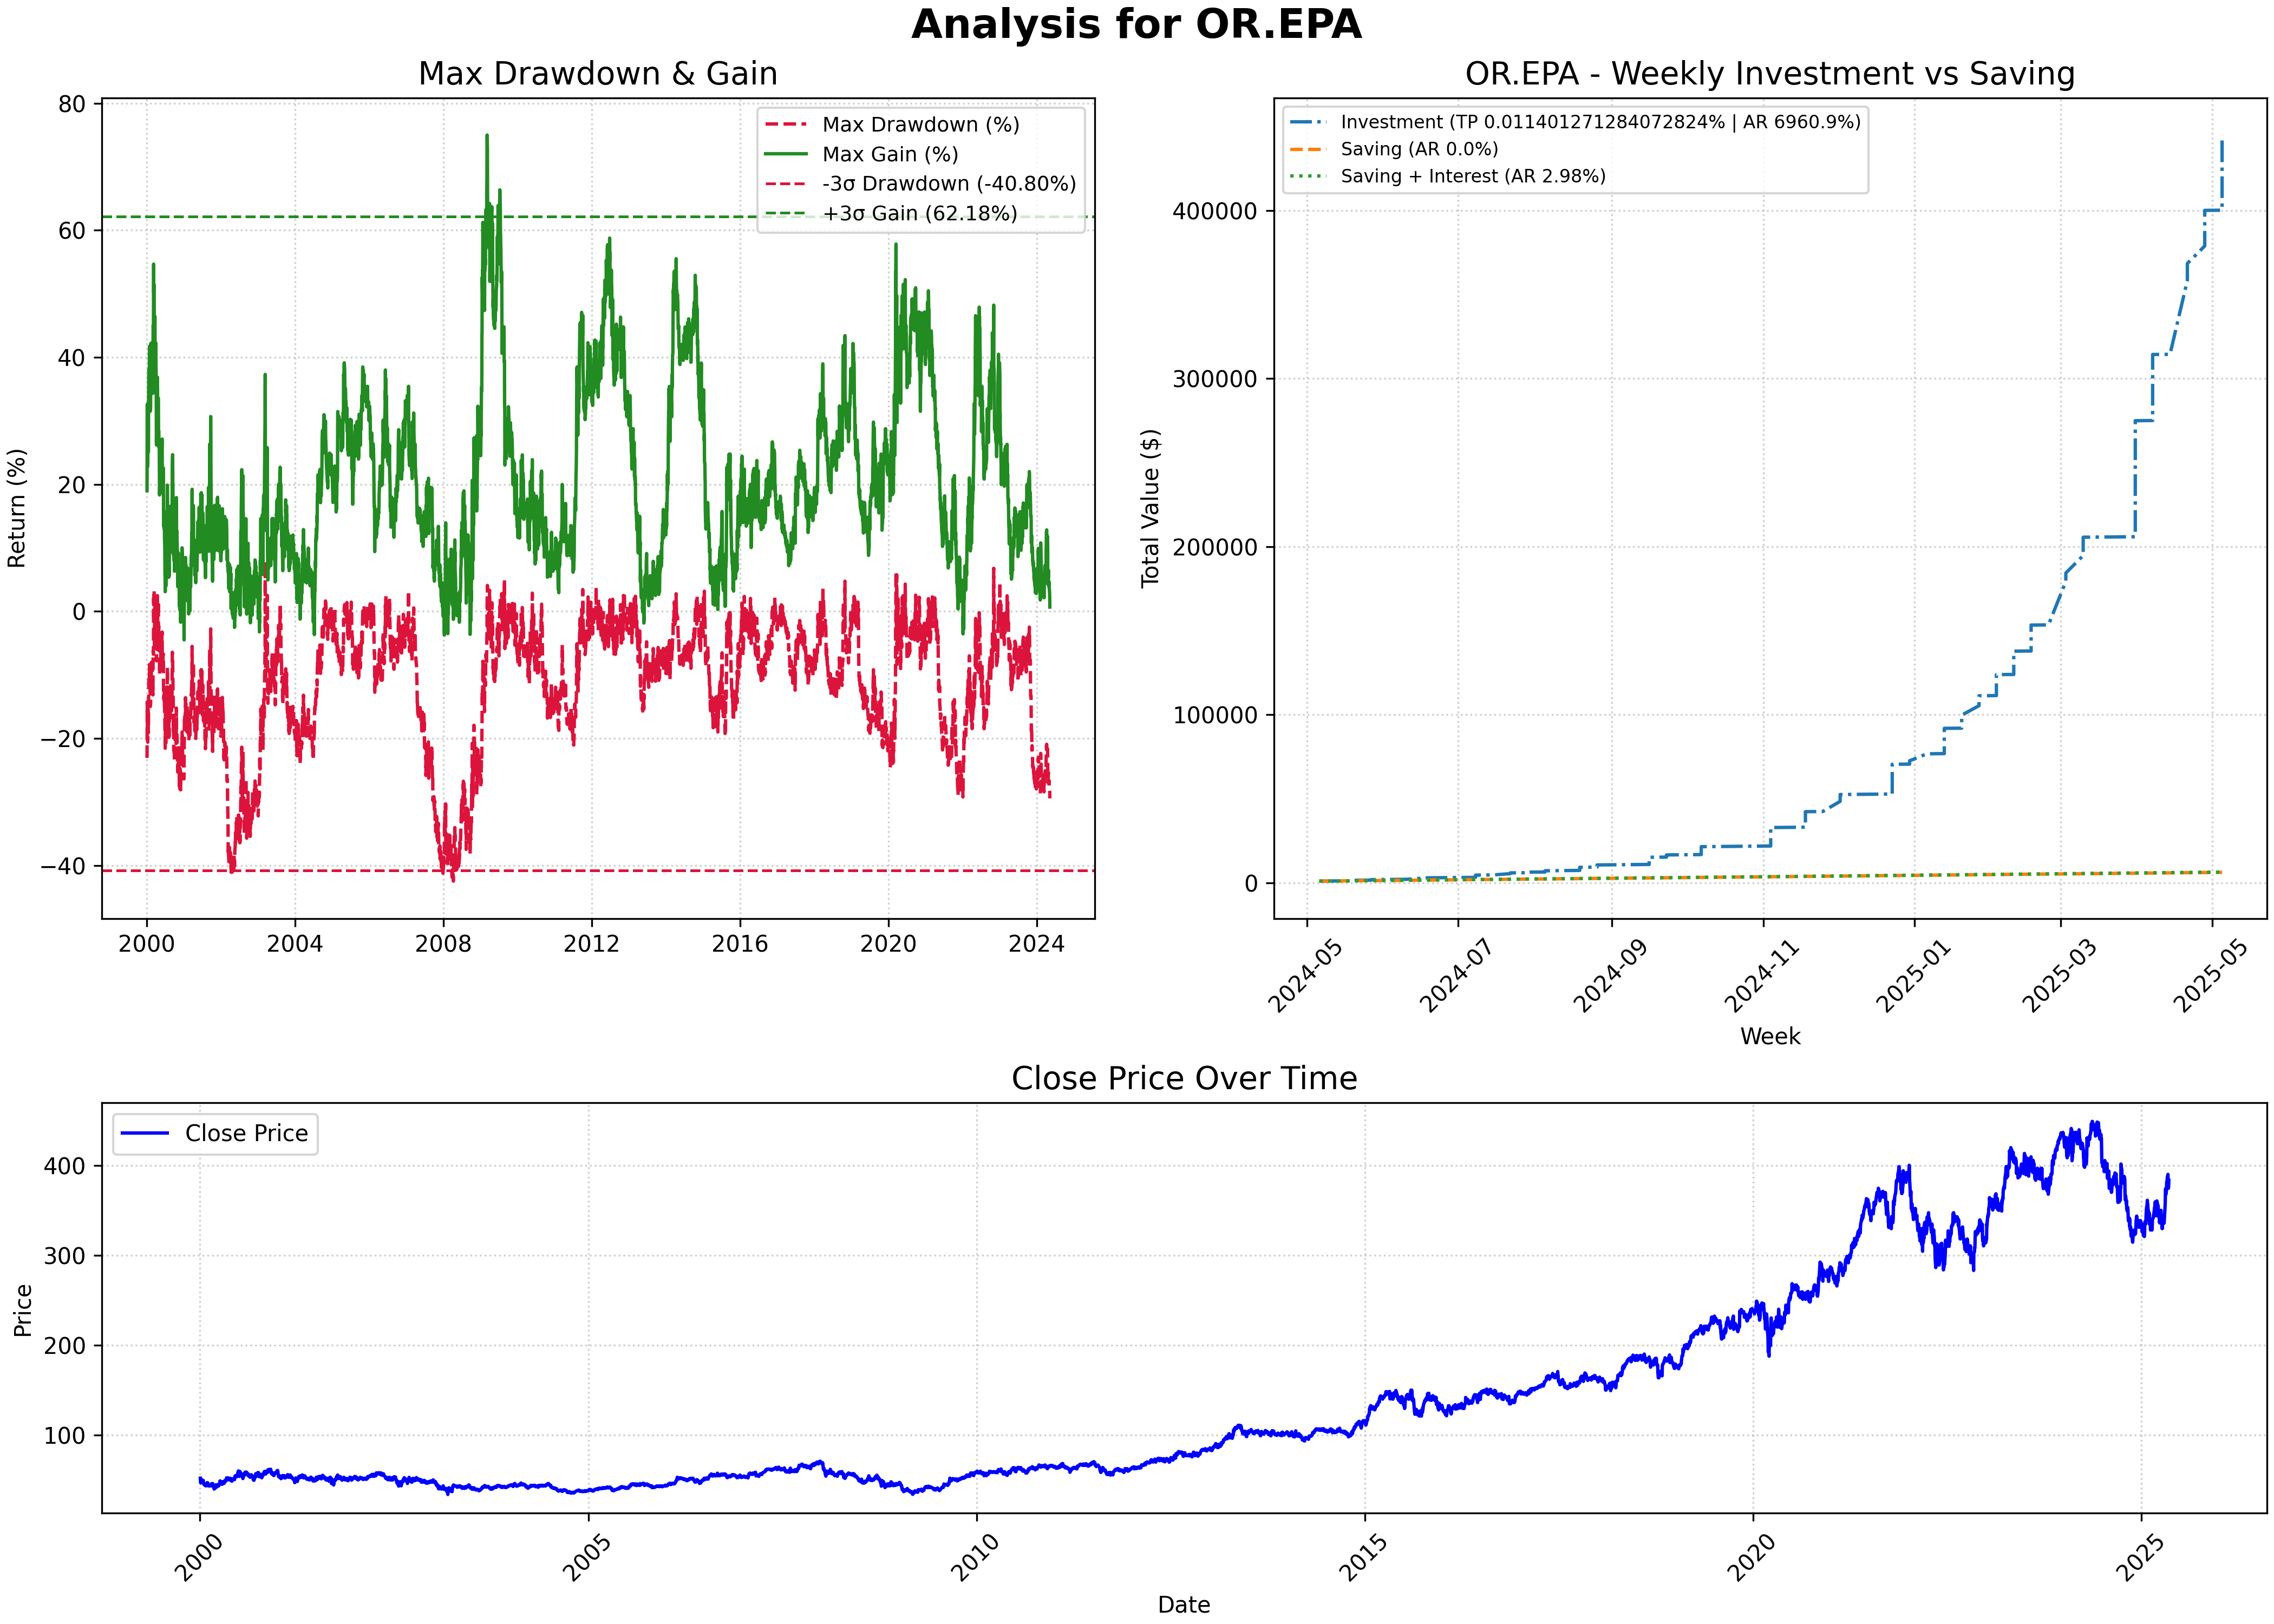 Analysis for OR.EPA
Max Drawdown & Gain
Return (%)
80
60
40
20
0
−20
−40
2000
2004
2008
2012
2016
2020
2024
Max Drawdown (%)
Max Gain (%)
-3σ Drawdown (-40.80%)
+3σ Gain (62.18%)
OR.EPA - Weekly Investment vs Saving
Total Value ($)
400000
300000
200000
100000
0
2024-05
2024-07
2024-09
2024-11
2025-01
2025-03
2025-05
Week
Investment (TP 0.011401271284072824% | AR 6960.9%)
Saving (AR 0.0%)
Saving + Interest (AR 2.98%)
Close Price Over Time
Price
400
300
200
100
2000
2005
2010
2015
2020
2025
Date
Close Price